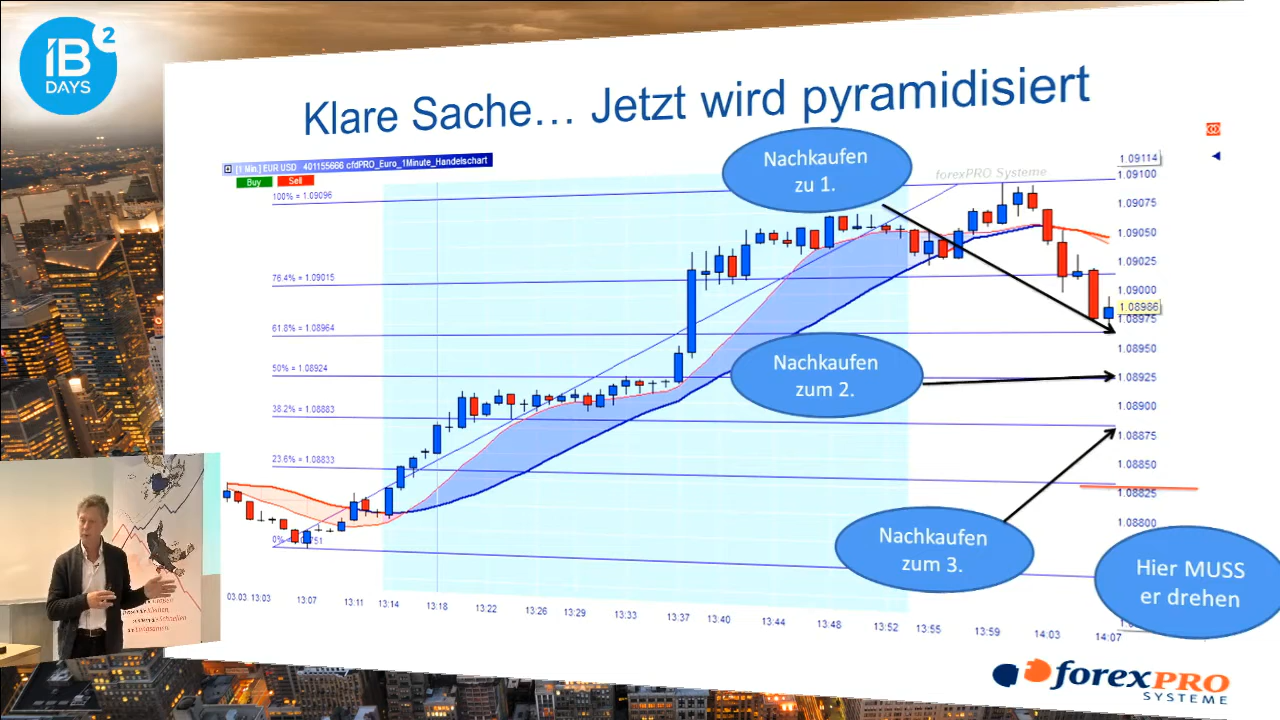 IB²
DAYS
Klare Sache… Jetzt wird pyramidisiert
[1 Min.] EUR USD 401155666 cfdPRO_Euro_1Minute_Handelschart
Buy Sell
forexPRO Systeme
100% = 1.09096
76.4% = 1.09015
61.8% = 1.08964
50% = 1.08924
38.2% = 1.08883
23.6% = 1.08833
Nachkaufen
zu 1.
Nachkaufen
zum 2.
Nachkaufen
zum 3.
Hier MUSS
er drehen
1.09114
1.09100
1.09075
1.09050
1.09025
1.09000
1.08986
1.08975
1.08950
1.08925
1.08900
1.08875
1.08850
1.08825
1.08800
03.03 13:03 13:07 13:11 13:14 13:18 13:22 13:26 13:29 13:33 13:37 13:40 13:44 13:48 13:52 13:55 13:59 14:03 14:07
forexPRO
SYSTEME